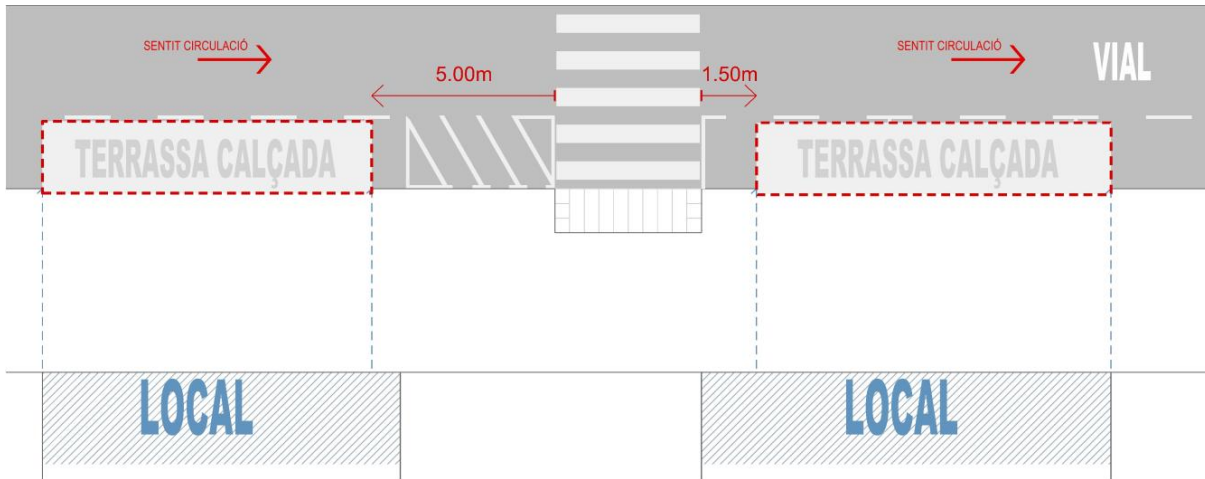 SENTIT CIRCULACIÓ
SENTIT CIRCULACIÓ
VIAL
5.00m
1.50m
TERRASSA CALÇADA
TERRASSA CALÇADA
LOCAL
LOCAL